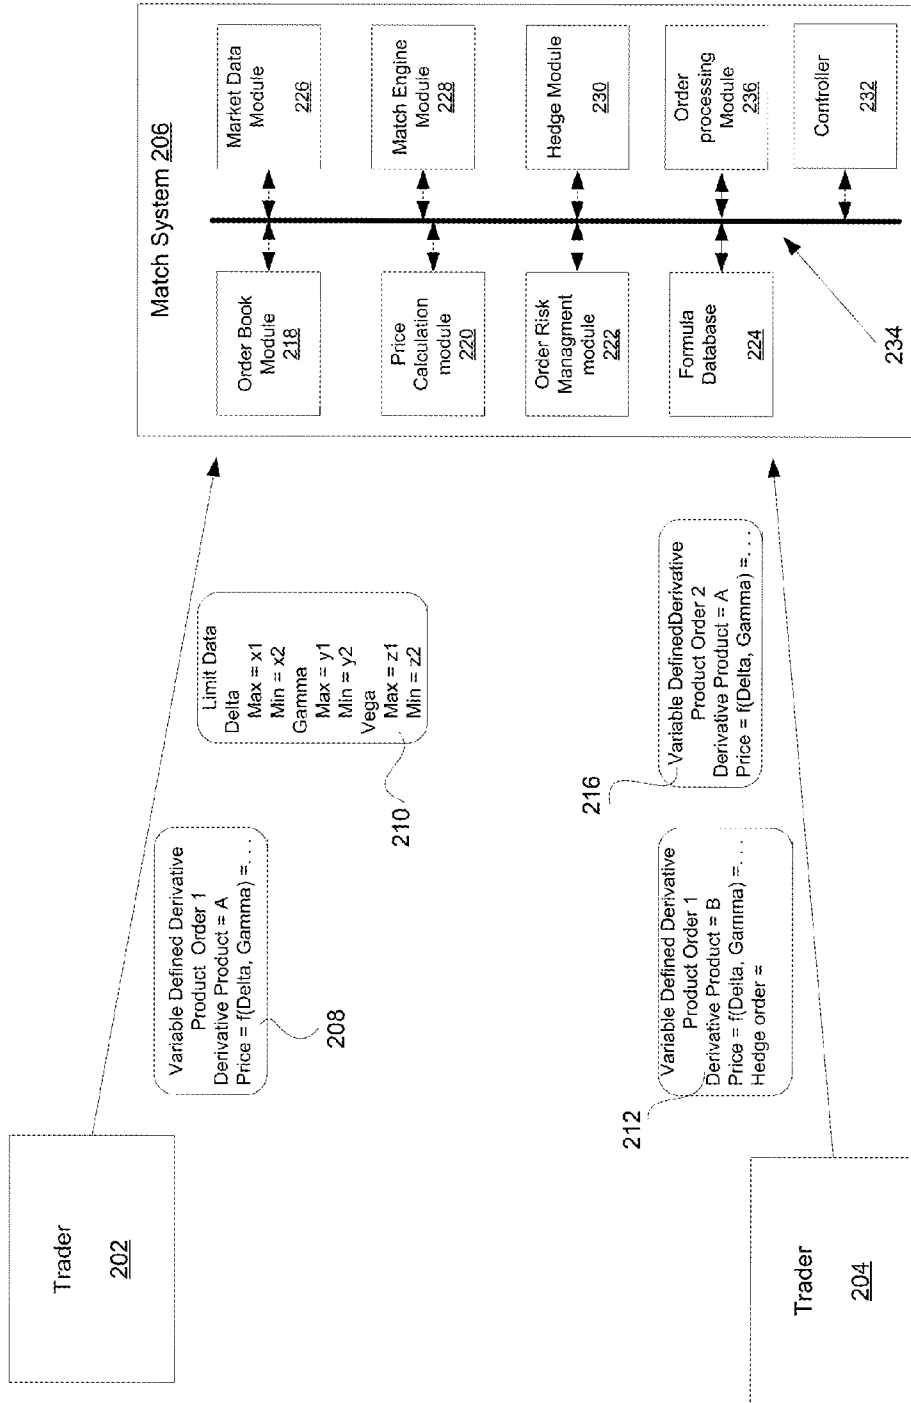 Trader
202
Trader
204
Variable Defined Derivative
Product Order 1
Derivative Product = A
Price = f(Delta, Gamma) = . . .
208
Limit Data
Delta
Max = x1
Min = x2
Gamma
Max = y1
Min = y2
Vega
Max = z1
Min = z2
210
Variable Defined Derivative
Product Order 1
Derivative Product = B
Price = f(Delta, Gamma) = . . .
Hedge order =
212
Variable DefinedDerivative
Product Order 2
Derivative Product = A
Price = f(Delta, Gamma) = . . .
216
Match System 206
Order Book
Module
218
Price
Calculation
module
220
Order Risk
Managment
module
222
Formula
Database
224
Market Data
Module
226
Match Engine
Module
228
Hedge Module
230
Order
processing
Module
236
Controller
232
234